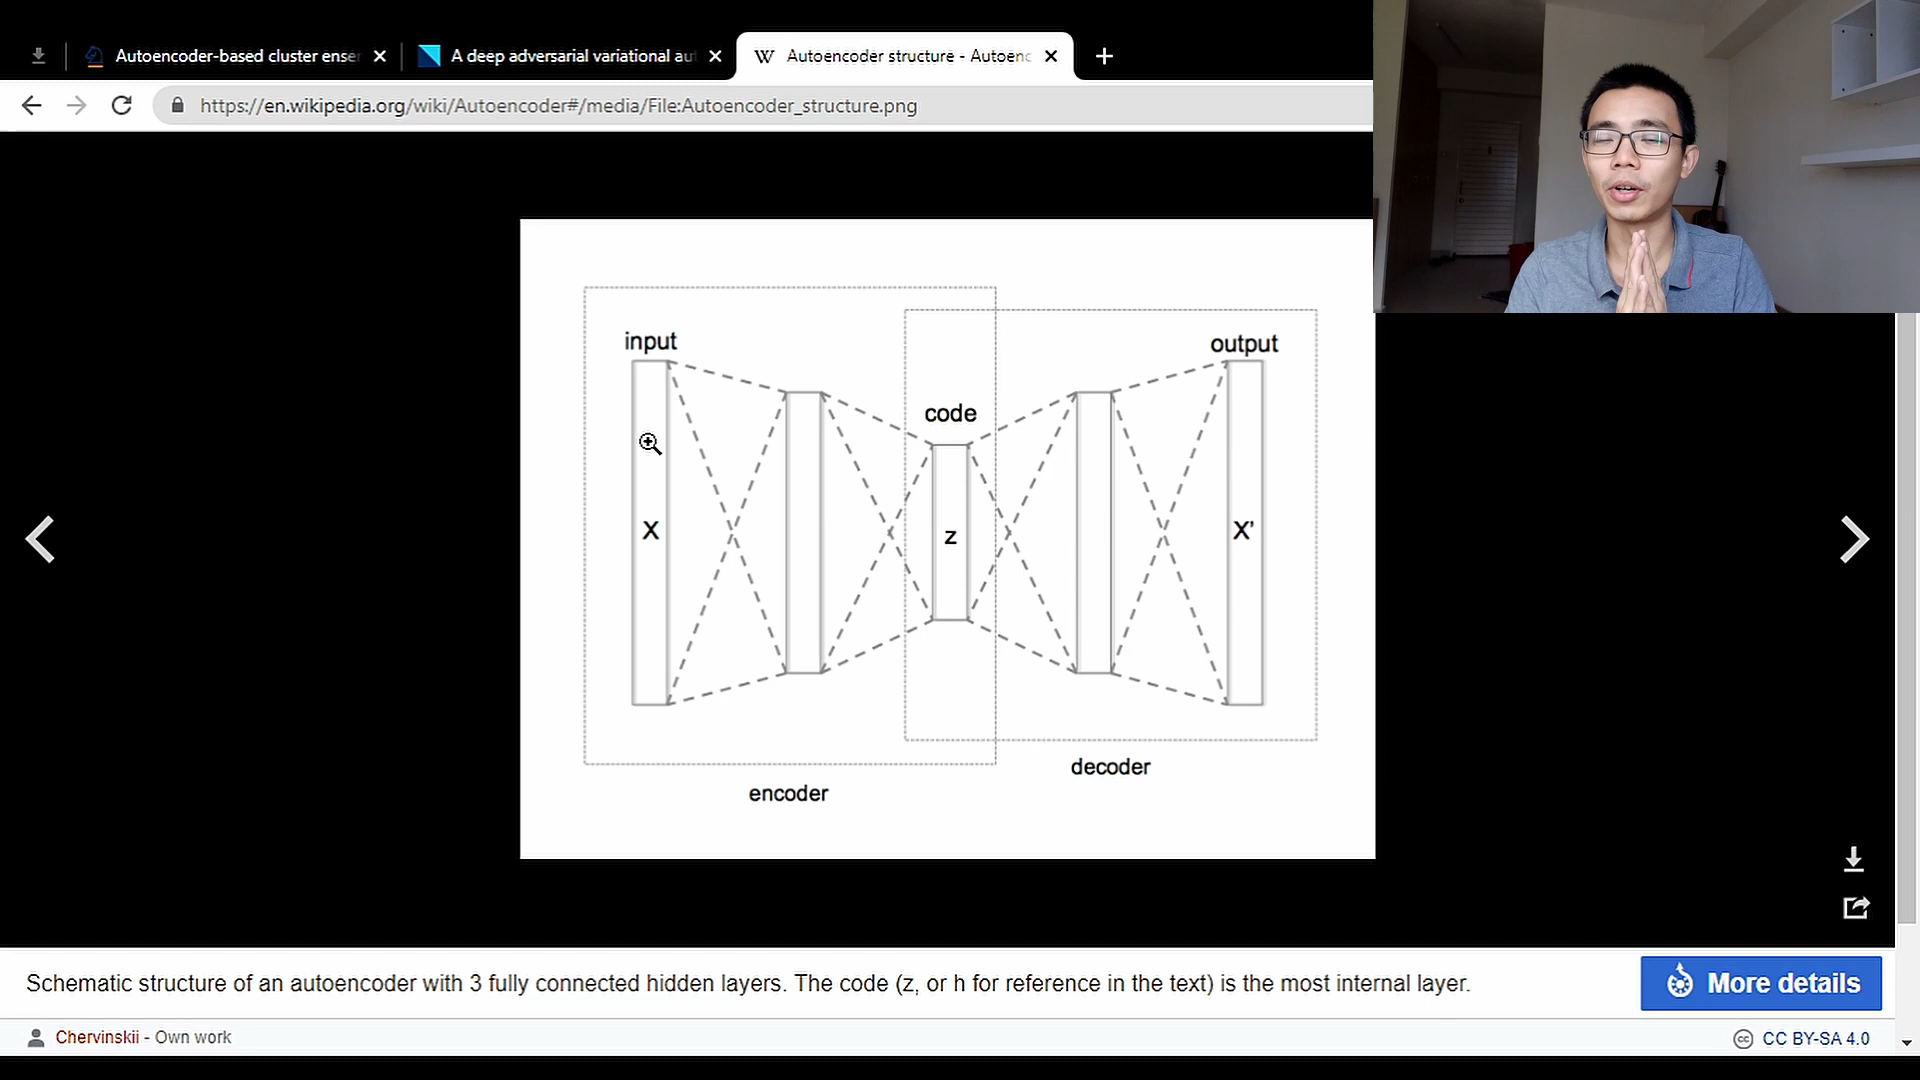 Autoencoder-based cluster ense
A deep adversarial variational au
W Autoencoder structure - Autoenc
https://en.wikipedia.org/wiki/Autoencoder#/media/File:Autoencoder_structure.png
input
output
code
X
z
X'
decoder
encoder
Schematic structure of an autoencoder with 3 fully connected hidden layers. The code (z, or h for reference in the text) is the most internal layer.
More details
Chervinskii - Own work
cc CC BY-SA 4.0